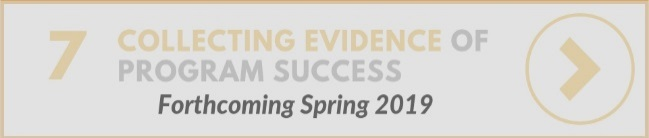 7 COLLECTING EVIDENCE OF
PROGRAM SUCCESS
Forthcoming Spring 2019